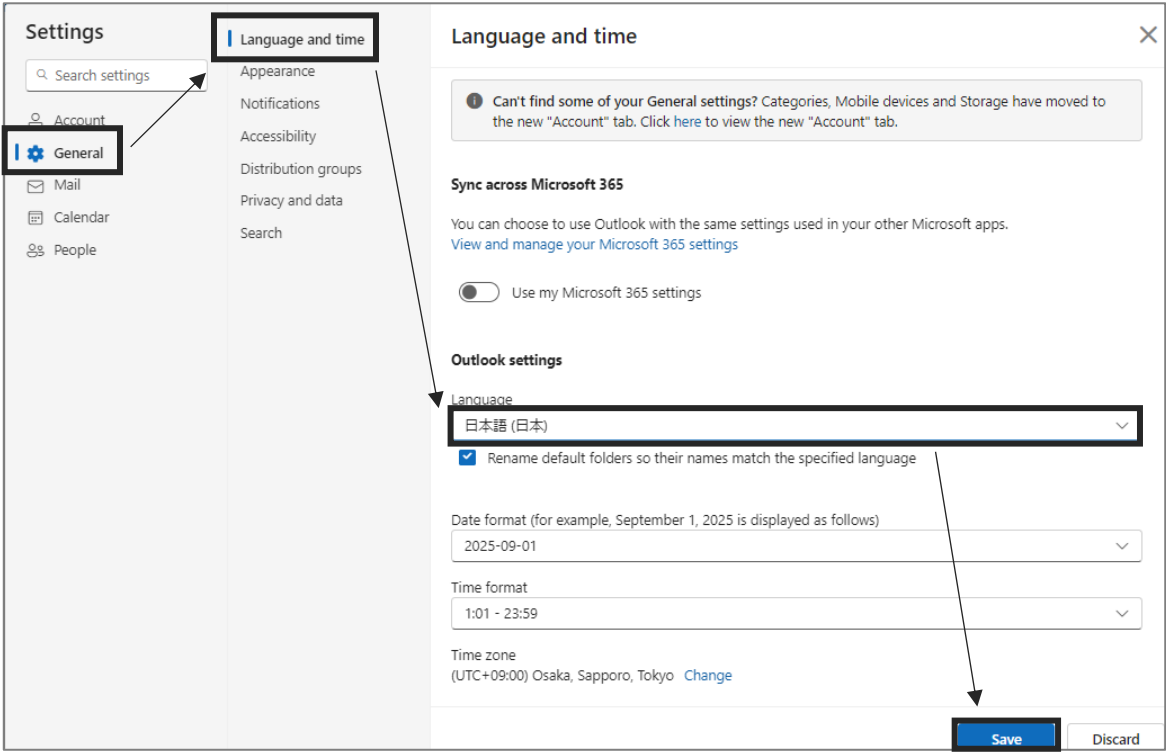 Settings
Search settings
Account
General
Mail
Calendar
People
Language and time
Appearance
Notifications
Accessibility
Distribution groups
Privacy and data
Search
Language and time
Can't find some of your General settings? Categories, Mobile devices and Storage have moved to
the new "Account" tab. Click here to view the new "Account" tab.
Sync across Microsoft 365
You can choose to use Outlook with the same settings used in your other Microsoft apps.
View and manage your Microsoft 365 settings
Use my Microsoft 365 settings
Outlook settings
Language
日本語 (日本)
Rename default folders so their names match the specified language
Date format (for example, September 1, 2025 is displayed as follows)
2025-09-01
Time format
1:01 - 23:59
Time zone
(UTC+09:00) Osaka, Sapporo, Tokyo Change
Save
Discard